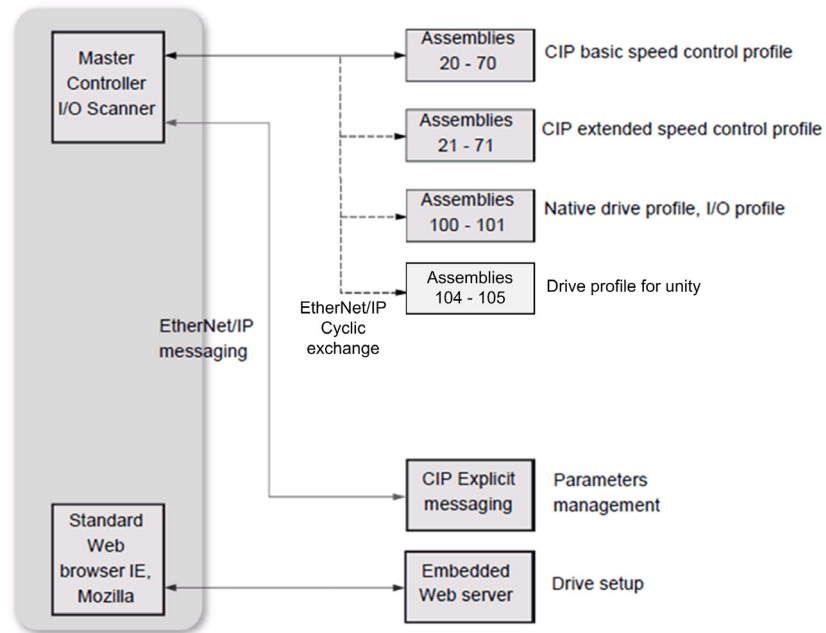 Master
Controller
I/O Scanner
Assemblies
20 - 70
CIP basic speed control profile
Assemblies
21 - 71
CIP extended speed control profile
Assemblies
100 - 101
Native drive profile, I/O profile
Assemblies
104 - 105
Drive profile for unity
EtherNet/IP
Cyclic
exchange
EtherNet/IP
messaging
CIP Explicit
messaging
Parameters
management
Standard
Web
browser IE,
Mozilla
Embedded
Web server
Drive setup